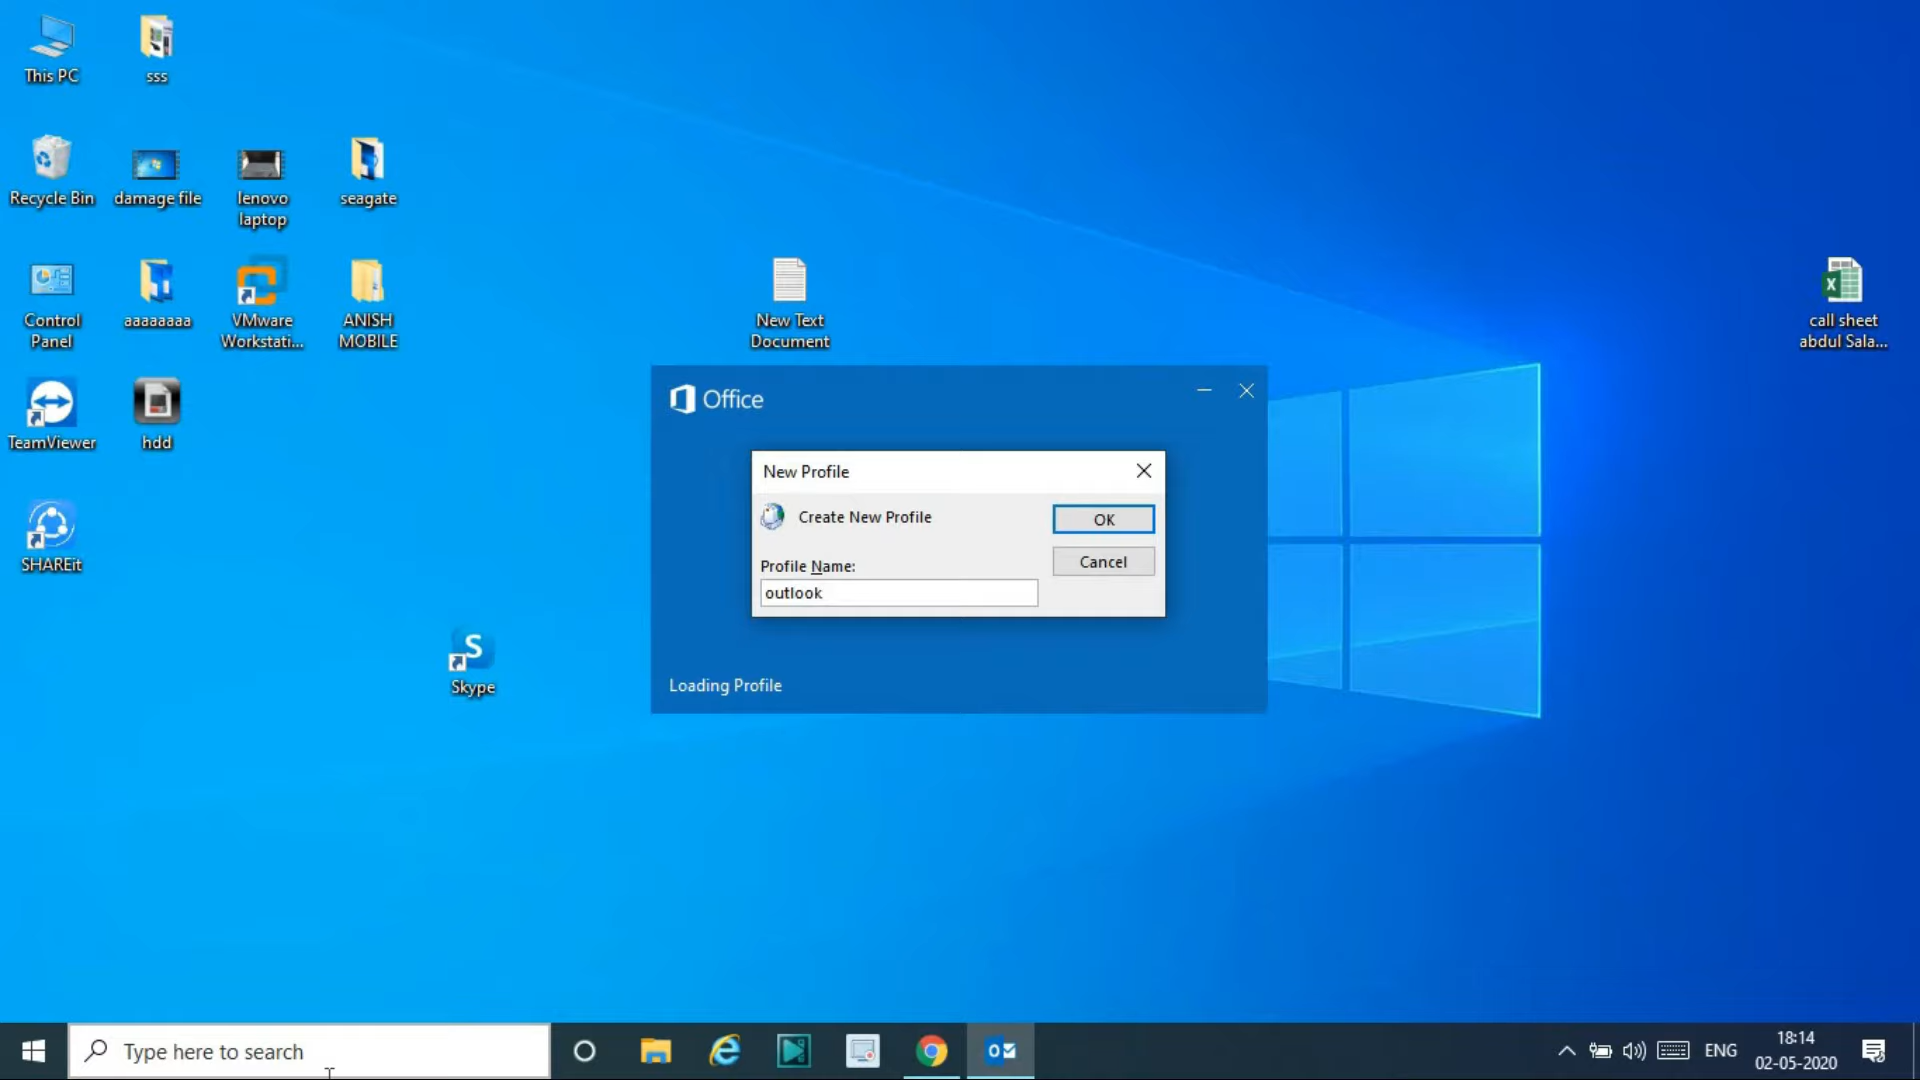 This PC
sss
Recycle Bin
damage file
lenovo
laptop
seagate
Control
Panel
aaaaaaaa
VMware
Workstati...
ANISH
MOBILE
New Text
Document
call sheet
abdul Sala...
TeamViewer
hdd
SHAREit
S
Skype
Office
New Profile
Create New Profile
OK
Cancel
Profile Name:
outlook
Loading Profile
Type here to search
ENG
18:14
02-05-2020